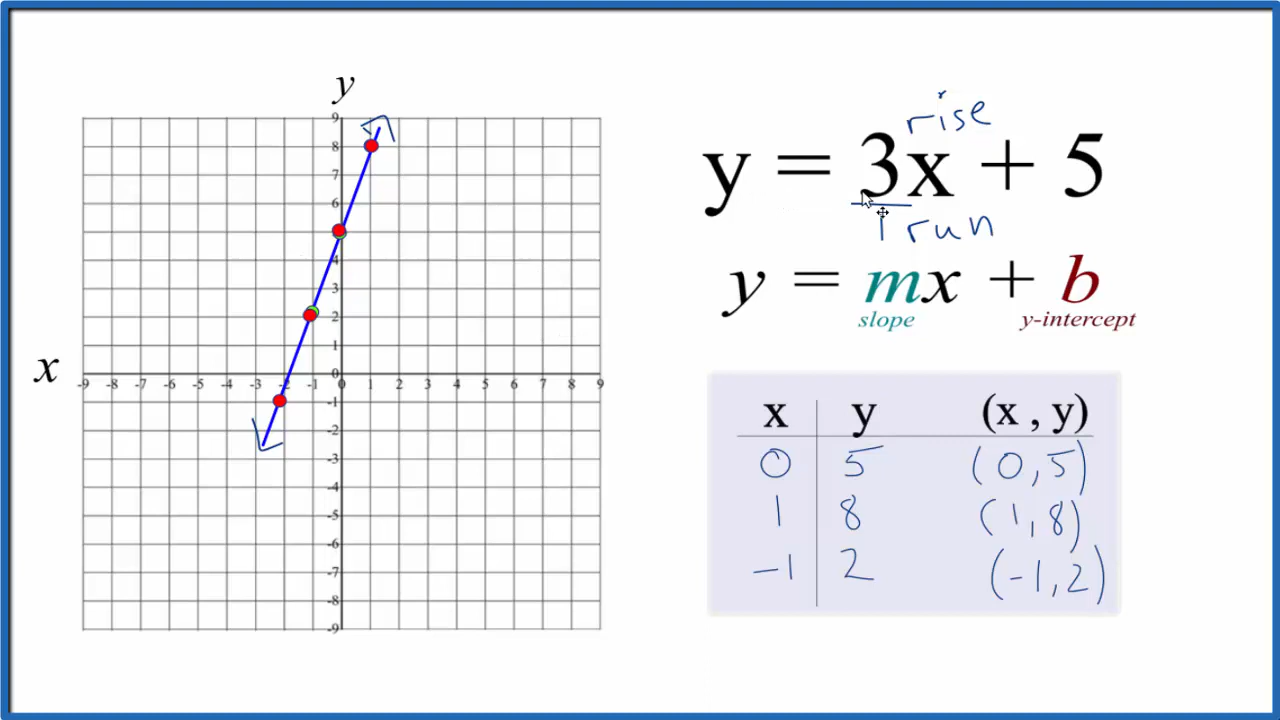 y
9
8
7
6
4
3
2
1
0
x
-9 -8 -7 -6 -5 -4 -3 -2 -1 0 1 2 3 4 5 6 7 8 9
-1
-2
-3
-4
-5
-6
-7
-8
-9
rise
y = 3x + 5
1 run
y = mx + b
slope y-intercept
x y (x , y)
0 5 (0, 5)
1 8 (1, 8)
-1 2 (-1, 2)